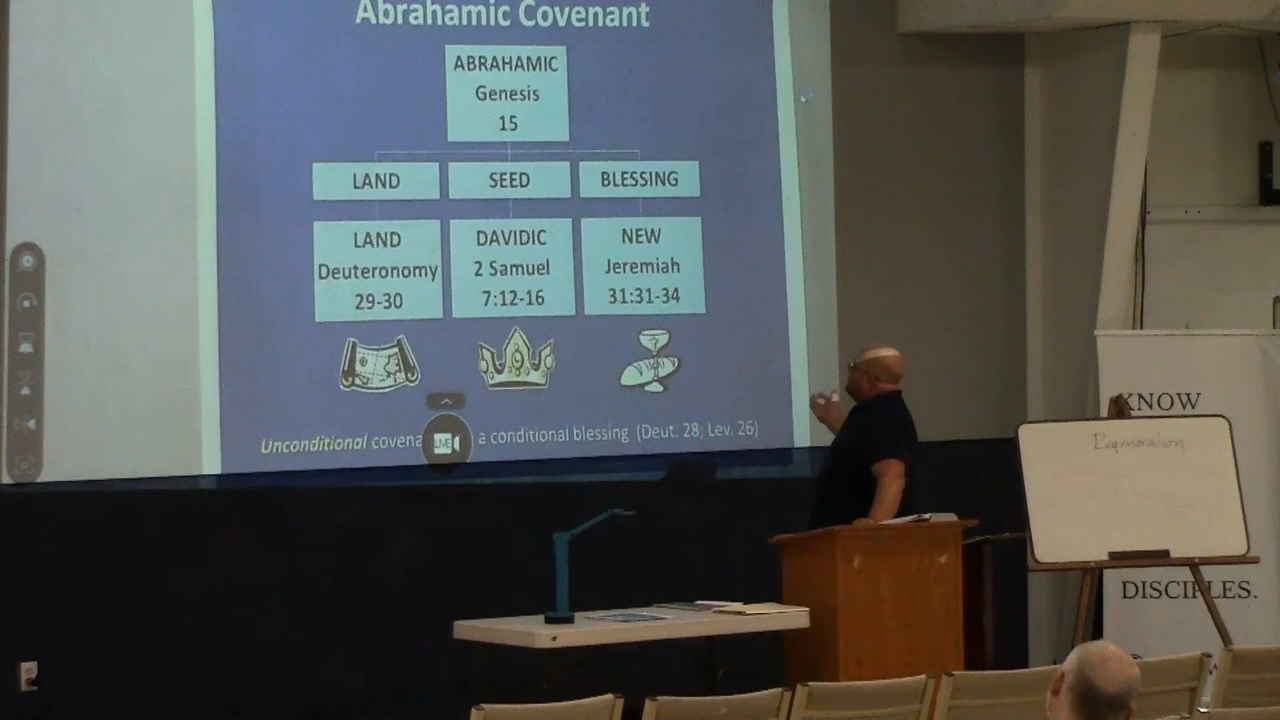 Abrahamic Covenant
ABRAHAMIC
Genesis
15
LAND
SEED
BLESSING
LAND
Deuteronomy
29-30
DAVIDIC
2 Samuel
7:12-16
NEW
Jeremiah
31:31-34
Unconditional covena
LIVE
a conditional blessing (Deut. 28; Lev. 26)
KNOW
DISCIPLES.